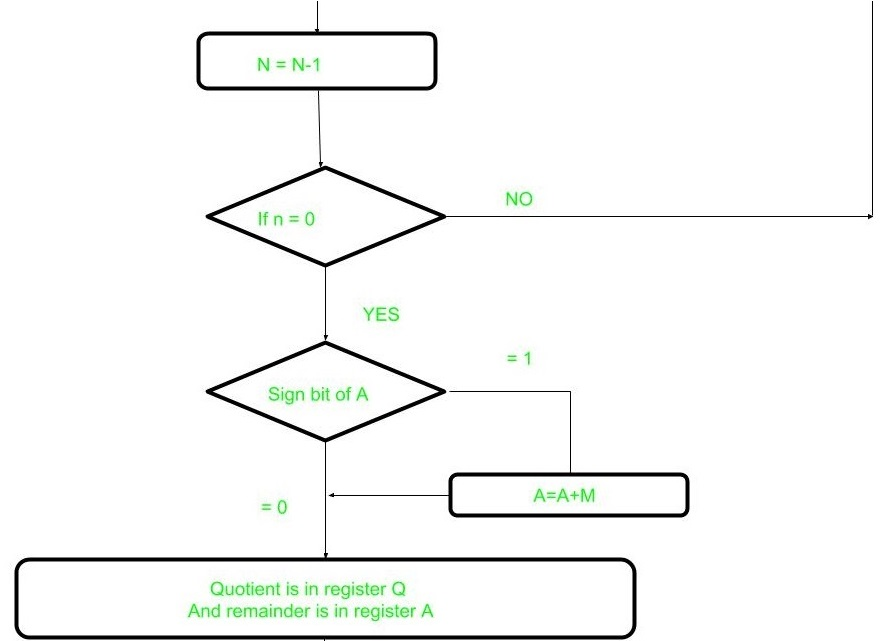 N = N-1
If n = 0
NO
YES
Sign bit of A
= 1
A=A+M
= 0
Quotient is in register Q
And remainder is in register A